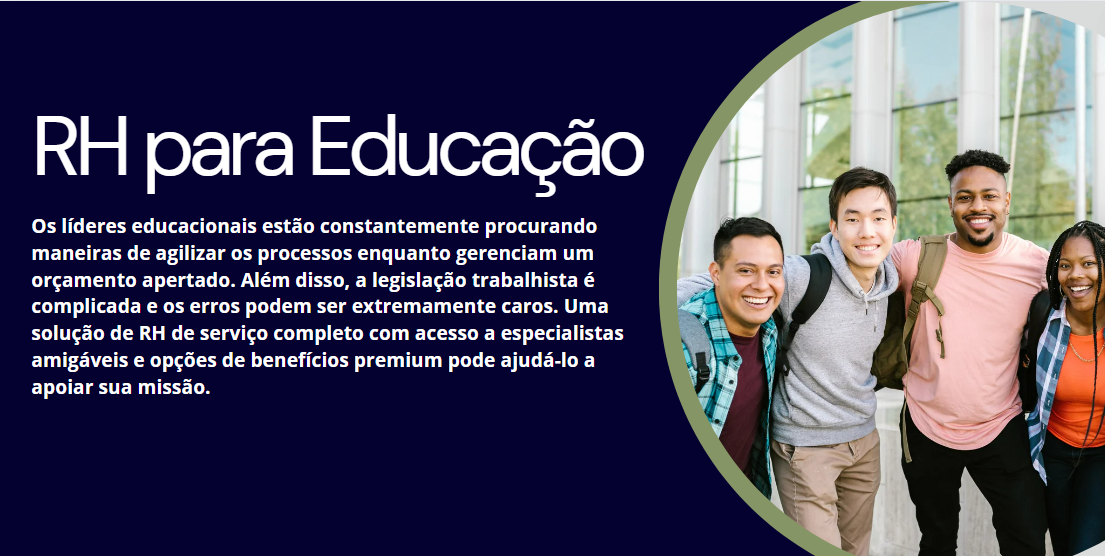 RH para Educação
Os líderes educacionais estão constantemente procurando
maneiras de agilizar os processos enquanto gerenciam um
orçamento apertado. Além disso, a legislação trabalhista é
complicada e os erros podem ser extremamente caros. Uma
solução de RH de serviço completo com acesso a especialistas
amigáveis e opções de benefícios premium pode ajudá-lo a
apoiar sua missão.